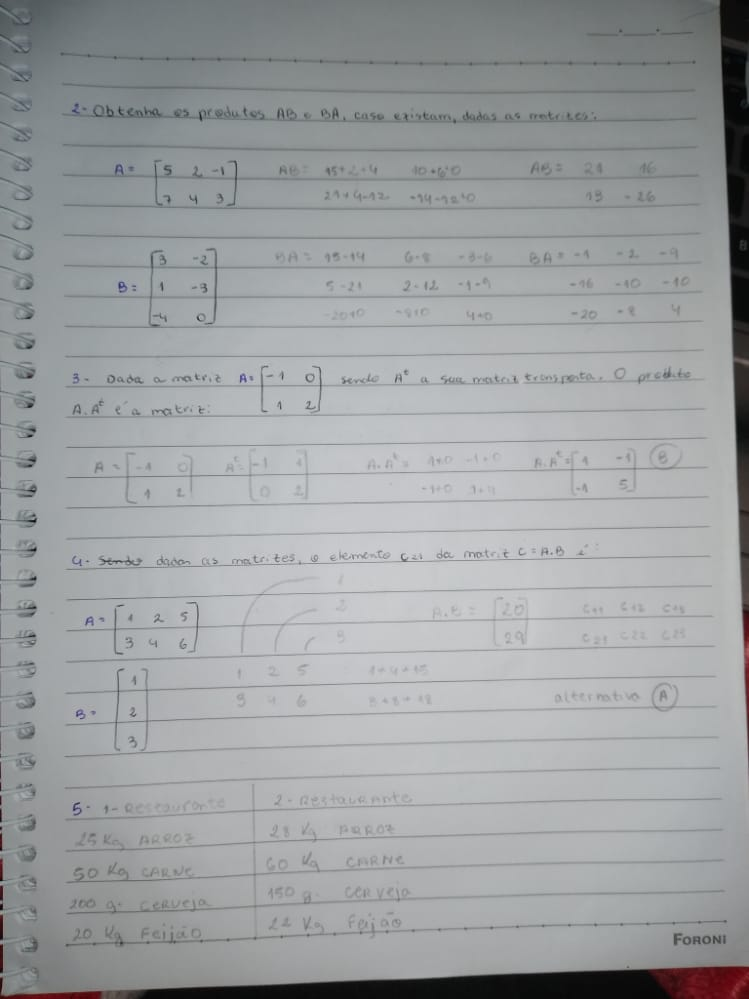 2- Obtenha os produtos AB e BA, caso existam, dadas as matrizes:
A= [5 2 -1 AB= 15+2+4 -10+6+0 AB= 21 16
7 4 3] 21+4-12 -14-12+0 13 -26
[3 -2 BA= 15-14 6-8 -3-6 BA= -1 -2 -9
B= 1 -3 5-21 2-12 -1-9 -16 -10 -10
-4 0] -20+0 -8+0 4+0 -20 -8 4
3- Dada a matriz A= [-1 0 sendo Aᵗ a sua matriz transposta. O produto
1 2]
A.Aᵗ é a matriz:
A= [-1 0 Aᵗ= [-1 1 A.Aᵗ= 1+0 -1+0 A.Aᵗ= [1 -1 B
1 2] 0 2] -1+0 1+4 -1 5]
4- Sendo dadas as matrizes, o elemento c21 da matriz C=A.B é:
1
A= [1 2 5 2 A.B= [20 c11 c12 c13
3 4 6] 3 29] c21 c22 c23
[1 1 2 5 1+4+15
B= 2 3 4 6 3+8+18 alternativa A
3]
5- 1- Restaurante 2- Restaurante
25 Kg ARROZ 28 Kg ARROZ
50 Kg CARNE 60 Kg CARNE
200 g. cerveja 150 g. cerveja
20 Kg Feijão 22 Kg Feijão
FORONI